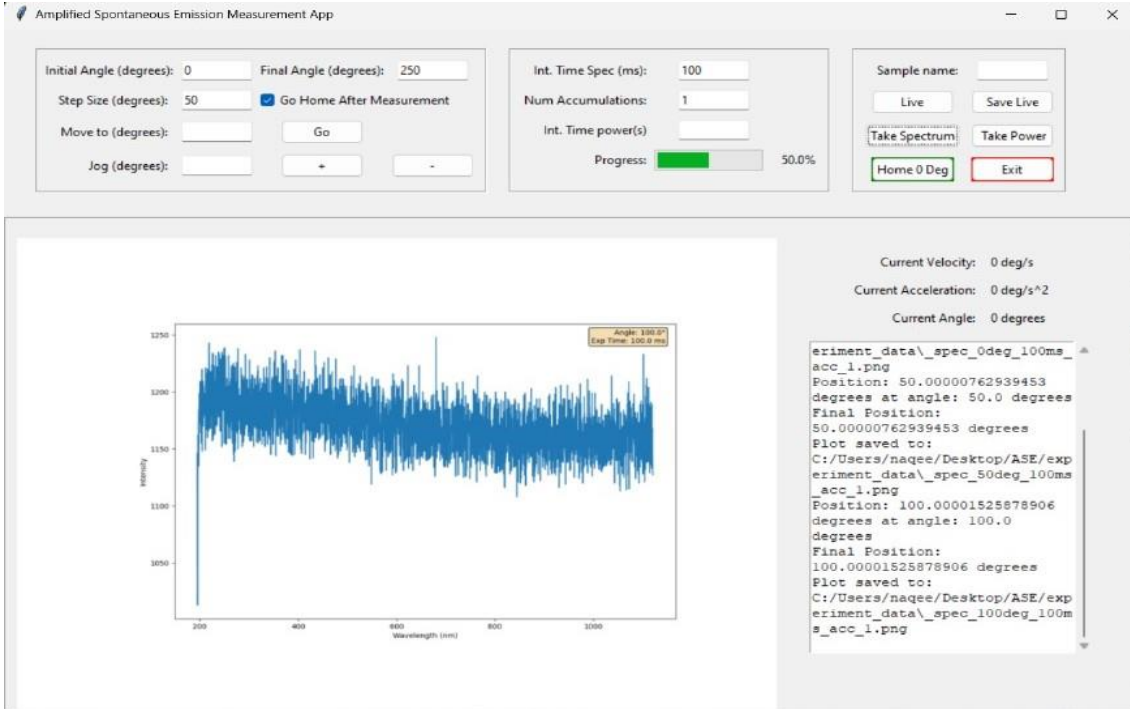 Amplified Spontaneous Emission Measurement App
Initial Angle (degrees): 0 Final Angle (degrees): 250
Step Size (degrees): 50 Go Home After Measurement
Move to (degrees): Go
Jog (degrees): + -
Int. Time Spec (ms): 100
Num Accumulations: 1
Int. Time power(s)
Progress: 50.0%
Sample name:
Live Save Live
Take Spectrum Take Power
Home 0 Deg Exit
Current Velocity: 0 deg/s
Current Acceleration: 0 deg/s^2
Current Angle: 0 degrees
Angle: 100.0°
Exp Time: 100.0 ms
1250
1200
1150
1100
1050
Intensity
200 400 600 800 1000
Wavelength (nm)
eriment_data\_spec_0deg_100ms_
acc_1.png
Position: 50.00000762939453
degrees at angle: 50.0 degrees
Final Position:
50.00000762939453 degrees
Plot saved to:
C:/Users/naqee/Desktop/ASE/exp
eriment_data\_spec_50deg_100ms
_acc_1.png
Position: 100.00001525878906
degrees at angle: 100.0
degrees
Final Position:
100.00001525878906 degrees
Plot saved to:
C:/Users/naqee/Desktop/ASE/exp
eriment_data\_spec_100deg_100m
s_acc_1.png